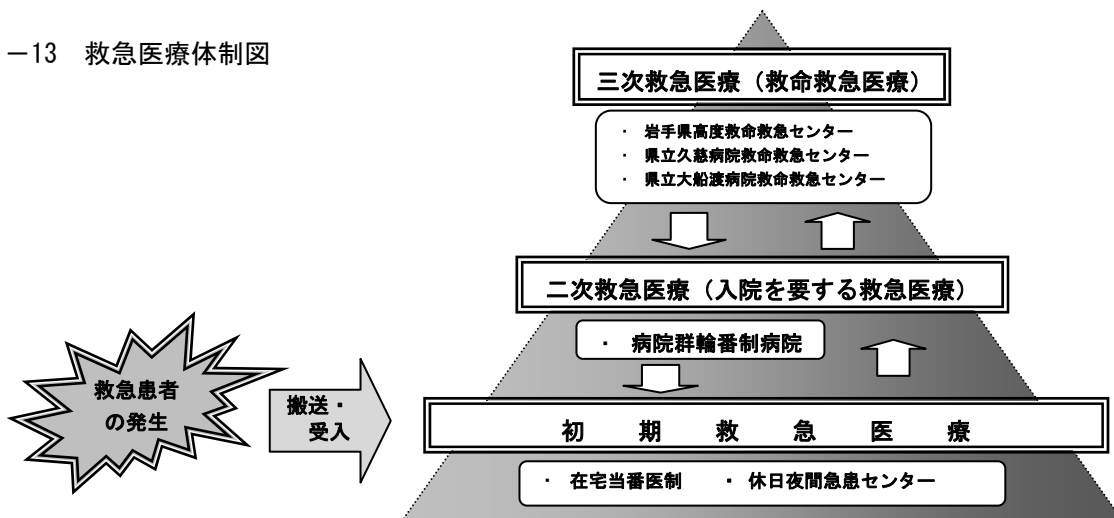 －13　救急医療体制図
三次救急医療（救命救急医療）
・ 岩手県高度救命救急センター
・ 県立久慈病院救命救急センター
・ 県立大船渡病院救命救急センター
二次救急医療（入院を要する救急医療）
・ 病院群輪番制病院
救急患者
の発生
搬送・
受入
初　期　救　急　医　療
・ 在宅当番医制　・ 休日夜間急患センター